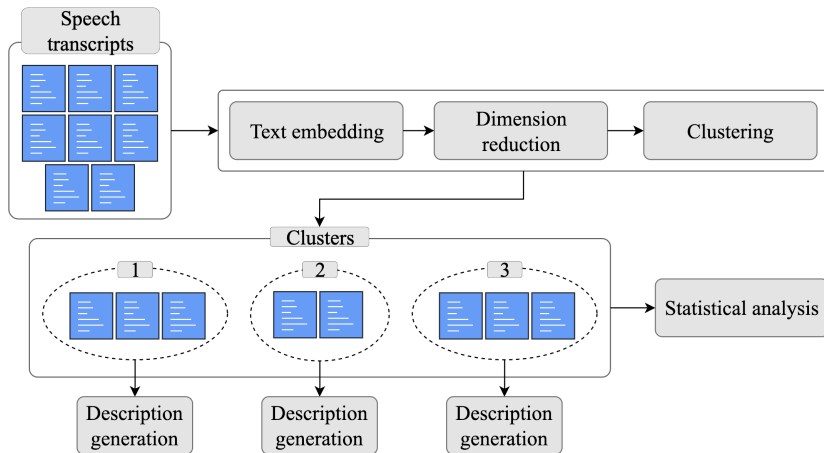 Speech
transcripts
Text embedding
Dimension
reduction
Clustering
Clusters
1
2
3
Statistical analysis
Description
generation
Description
generation
Description
generation